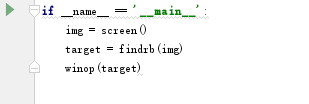 if __name__ == '__main__':
    img = screen()
    target = findrb(img)
    winop(target)